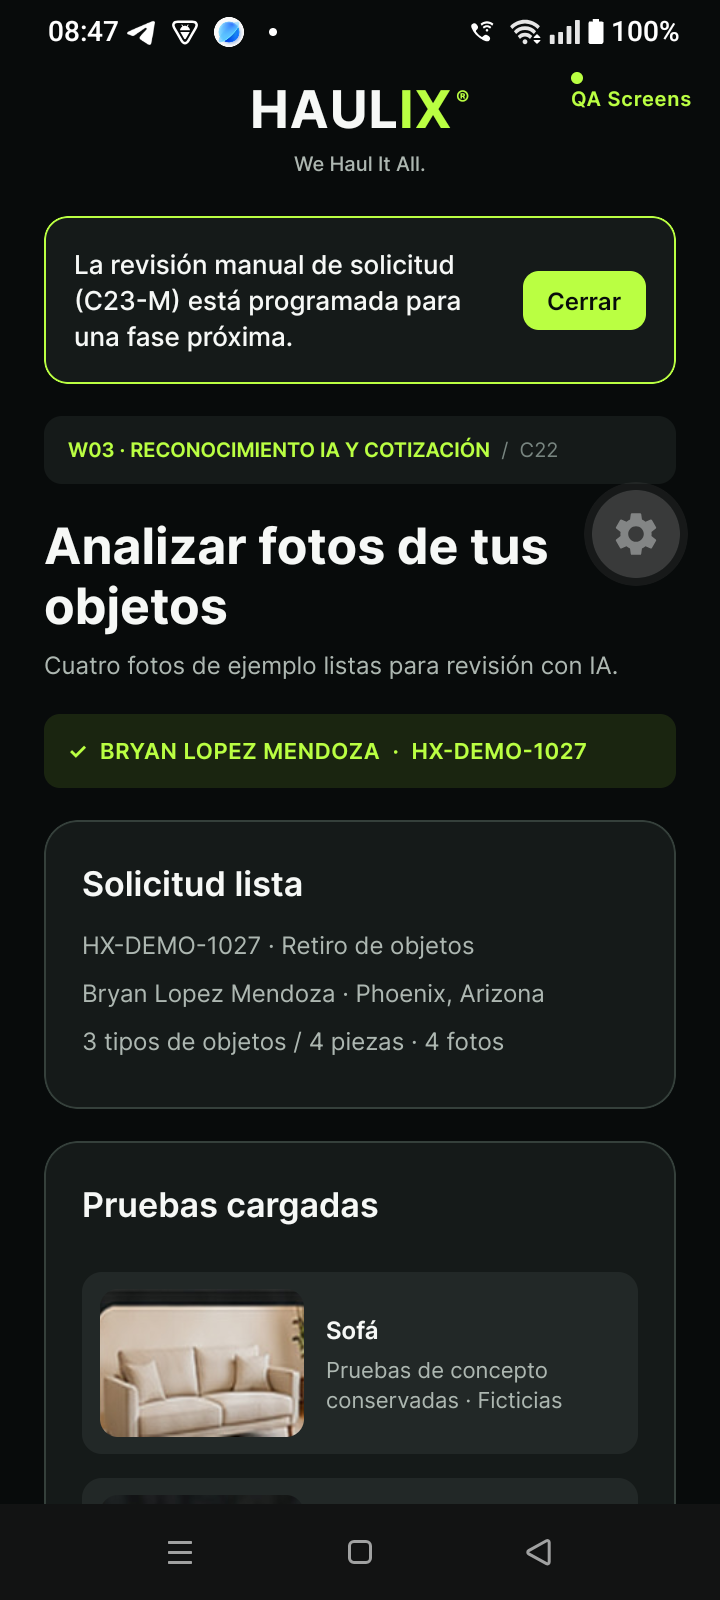 08:47
100%
QA Screens
HAULIX®
We Haul It All.
La revisión manual de solicitud
(C23-M) está programada para
una fase próxima.
Cerrar
W03 · RECONOCIMIENTO IA Y COTIZACIÓN / C22
Analizar fotos de tus
objetos
Cuatro fotos de ejemplo listas para revisión con IA.
✓ BRYAN LOPEZ MENDOZA · HX-DEMO-1027
Solicitud lista
HX-DEMO-1027 · Retiro de objetos
Bryan Lopez Mendoza · Phoenix, Arizona
3 tipos de objetos / 4 piezas · 4 fotos
Pruebas cargadas
Sofá
Pruebas de concepto
conservadas · Ficticias